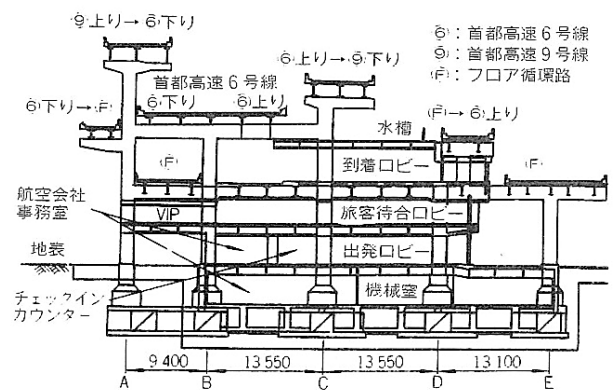 ⑨上り→⑥下り
⑥:首都高速6号線
⑨:首都高速9号線
Ⓕ:フロア循環路
⑥上り→⑨下り
首都高速6号線
⑥下り→Ⓕ
⑥下り
⑥上り
Ⓕ→⑥上り
水槽
到着ロビー
Ⓕ
Ⓕ
航空会社
事務室
VIP
旅客待合ロビー
地表
出発ロビー
チェックイン
カウンター
機械室
9 400
13 550
13 550
13 100
A
B
C
D
E